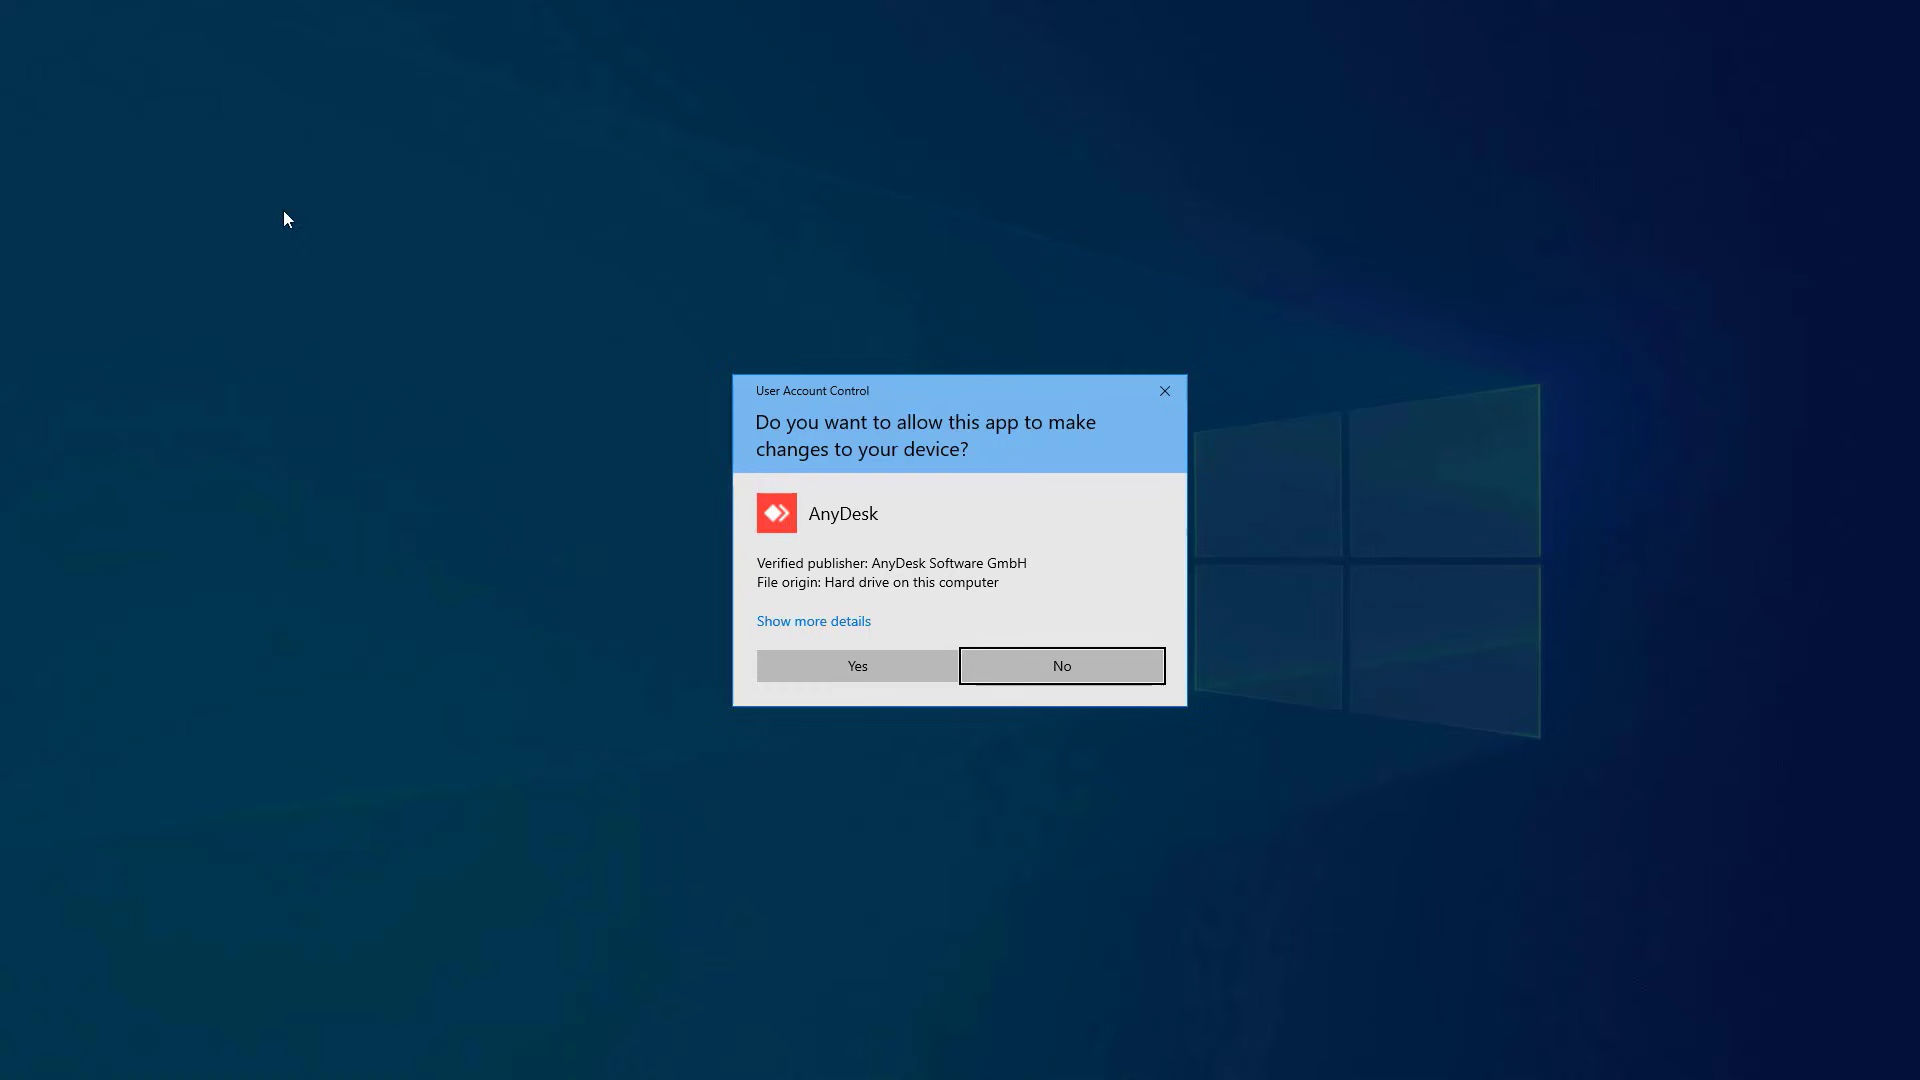 User Account Control
Do you want to allow this app to make
changes to your device?
AnyDesk
Verified publisher: AnyDesk Software GmbH
File origin: Hard drive on this computer
Show more details
Yes
No